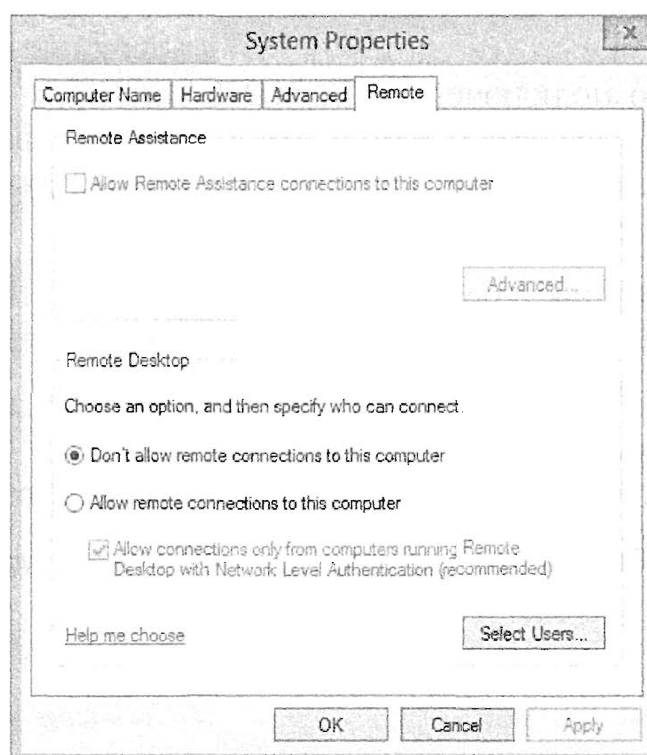 System Properties
x
Computer Name Hardware Advanced Remote
Remote Assistance
Allow Remote Assistance connections to this computer
Advanced...
Remote Desktop
Choose an option, and then specify who can connect.
Don't allow remote connections to this computer
Allow remote connections to this computer
Allow connections only from computers running Remote
Desktop with Network Level Authentication (recommended)
Help me choose
Select Users...
OK Cancel Apply